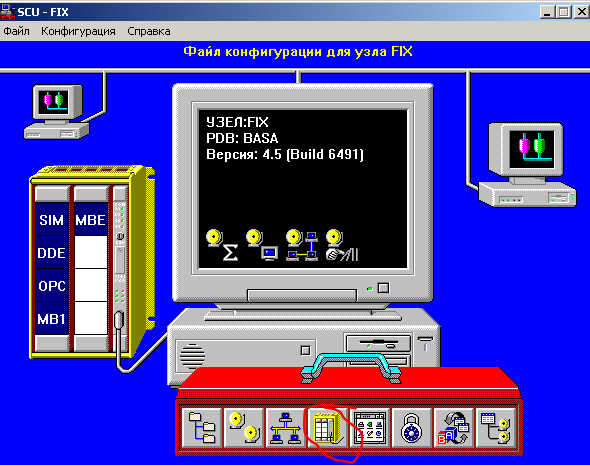 SCU - FIX
Файл Конфигурация Справка
Файл конфигурации для узла FIX
УЗЕЛ:FIX
PDB: BASA
Версия: 4.5 (Build 6491)
SIM MBE
DDE
OPC
MB1
Σ